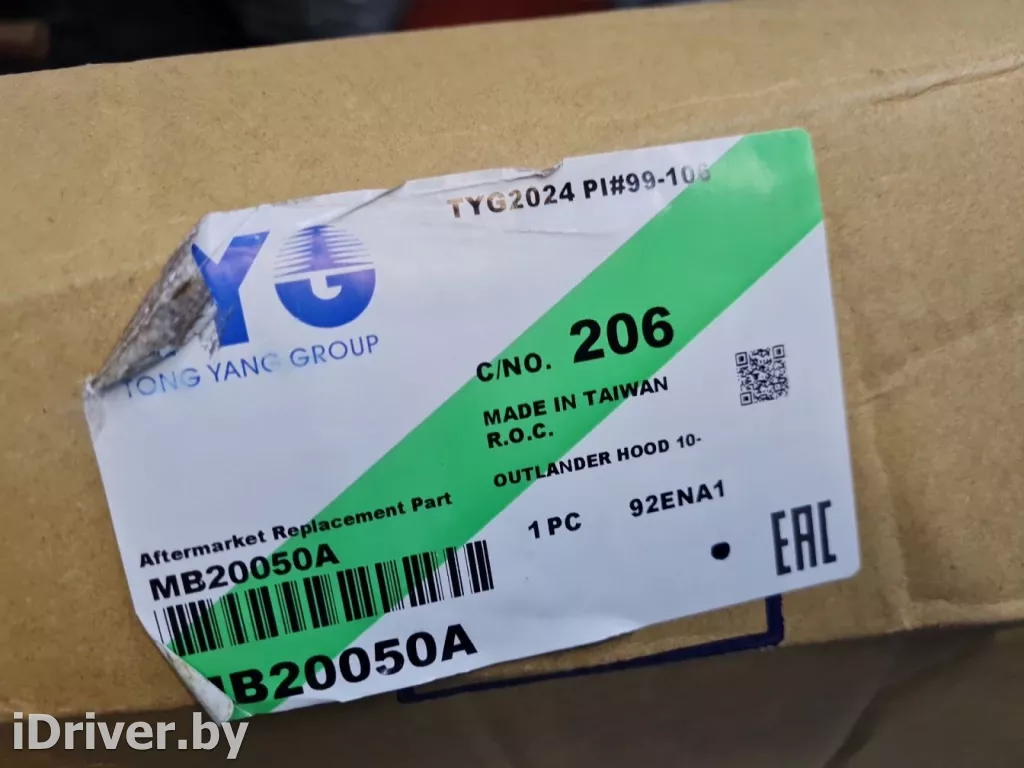 TYG2024 PI#99-106
YG
TONG YANG GROUP
C/NO. 206
MADE IN TAIWAN
R.O.C.
OUTLANDER HOOD 10-
Aftermarket Replacement Part
1 PC
92ENA1
MB20050A
EAC
MB20050A
iDriver.by